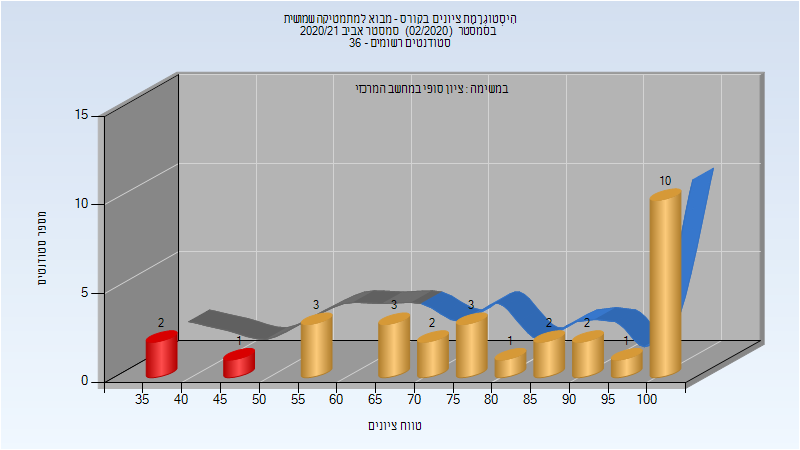 היסטוגרמת ציונים בקורס - מבוא למתמטיקה שמושית
בסמסטר (02/2020) סמסטר אביב 2020/21
סטודנטים רשומים - 36
במשימה : ציון סופי במחשב המרכזי
15
10
5
0
מספר סטודנטים
2
1
3
3
2
3
1
2
2
1
10
35 40 45 50 55 60 65 70 75 80 85 90 95 100
טווח ציונים